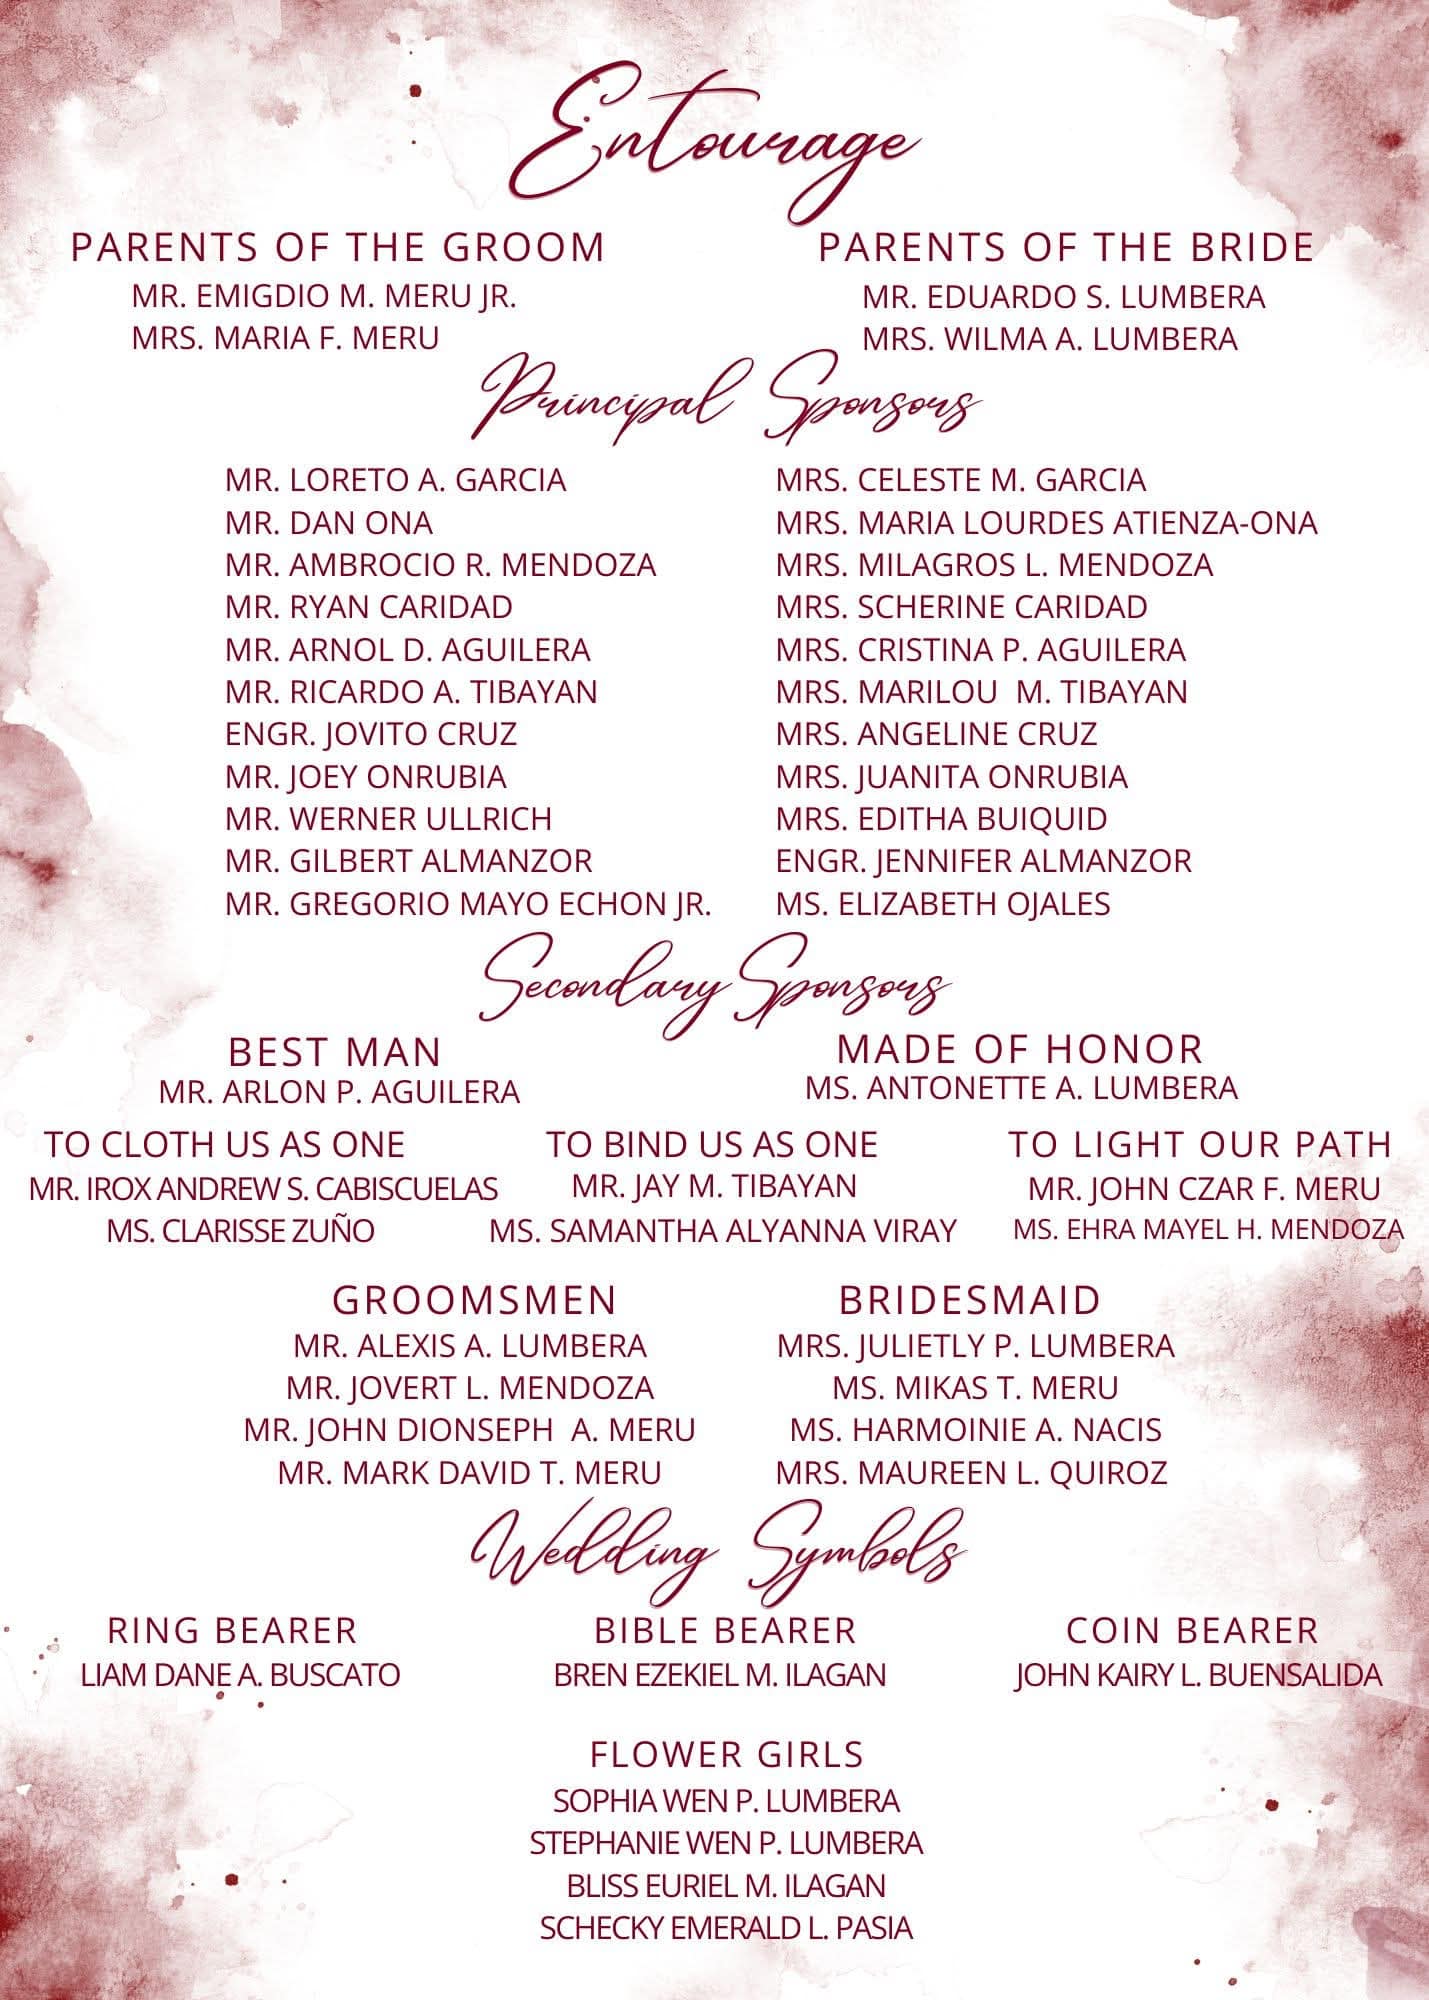 Entourage
PARENTS OF THE GROOM
MR. EMIGDIO M. MERU JR.
MRS. MARIA F. MERU
PARENTS OF THE BRIDE
MR. EDUARDO S. LUMBERA
MRS. WILMA A. LUMBERA
Principal Sponsors
MR. LORETO A. GARCIA
MR. DAN ONA
MR. AMBROCIO R. MENDOZA
MR. RYAN CARIDAD
MR. ARNOL D. AGUILERA
MR. RICARDO A. TIBAYAN
ENGR. JOVITO CRUZ
MR. JOEY ONRUBIA
MR. WERNER ULLRICH
MR. GILBERT ALMANZOR
MR. GREGORIO MAYO ECHON JR.
MRS. CELESTE M. GARCIA
MRS. MARIA LOURDES ATIENZA-ONA
MRS. MILAGROS L. MENDOZA
MRS. SCHERINE CARIDAD
MRS. CRISTINA P. AGUILERA
MRS. MARILOU M. TIBAYAN
MRS. ANGELINE CRUZ
MRS. JUANITA ONRUBIA
MRS. EDITHA BUIQUID
ENGR. JENNIFER ALMANZOR
MS. ELIZABETH OJALES
Secondary Sponsors
BEST MAN
MR. ARLON P. AGUILERA
MADE OF HONOR
MS. ANTONETTE A. LUMBERA
TO CLOTH US AS ONE
MR. IROX ANDREW S. CABISCUELAS
MS. CLARISSE ZUÑO
TO BIND US AS ONE
MR. JAY M. TIBAYAN
MS. SAMANTHA ALYANNA VIRAY
TO LIGHT OUR PATH
MR. JOHN CZAR F. MERU
MS. EHRA MAYEL H. MENDOZA
GROOMSMEN
MR. ALEXIS A. LUMBERA
MR. JOVERT L. MENDOZA
MR. JOHN DIONSEPH A. MERU
MR. MARK DAVID T. MERU
BRIDESMAID
MRS. JULIETLY P. LUMBERA
MS. MIKAS T. MERU
MS. HARMOINIE A. NACIS
MRS. MAUREEN L. QUIROZ
Wedding Symbols
RING BEARER
LIAM DANE A. BUSCATO
BIBLE BEARER
BREN EZEKIEL M. ILAGAN
COIN BEARER
JOHN KAIRY L. BUENSALIDA
FLOWER GIRLS
SOPHIA WEN P. LUMBERA
STEPHANIE WEN P. LUMBERA
BLISS EURIEL M. ILAGAN
SCHECKY EMERALD L. PASIA